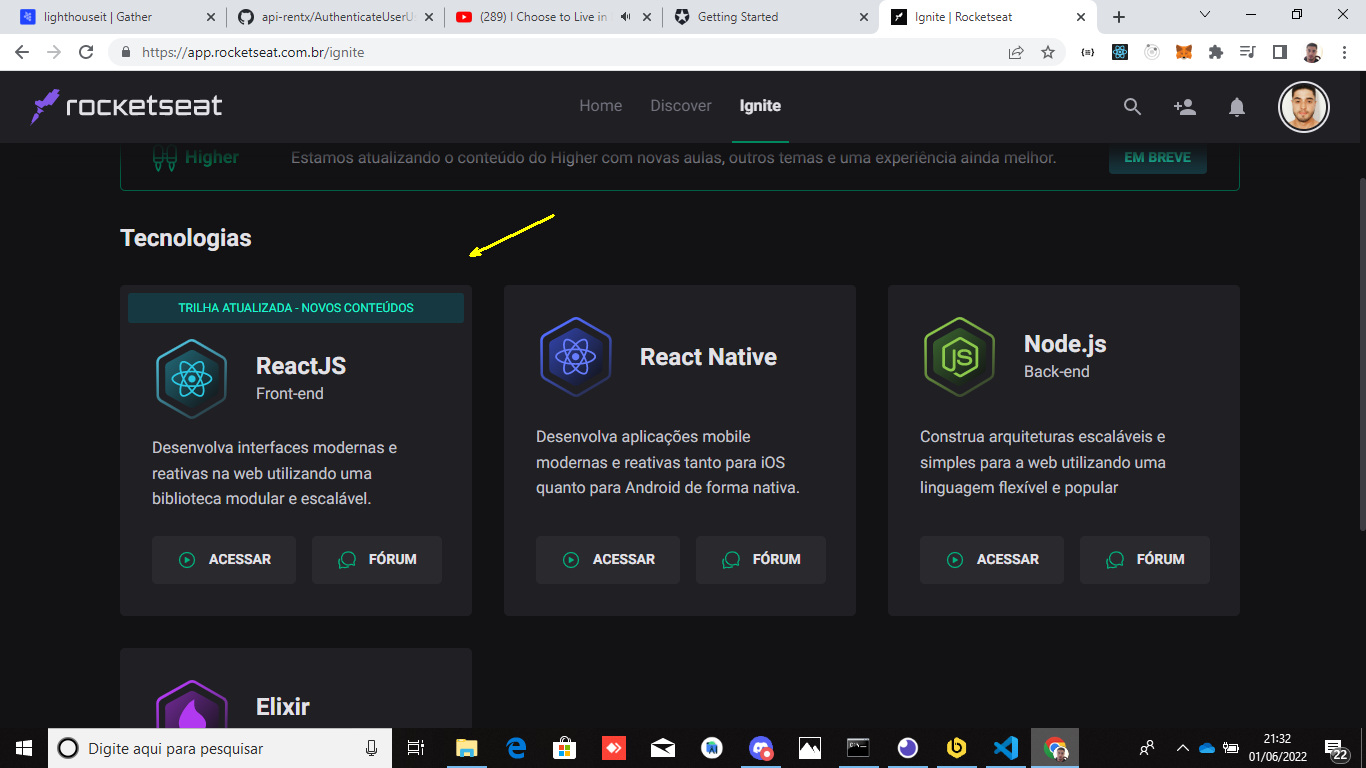 lighthouseit | Gather
api-rentx/AuthenticateUserU
(289) I Choose to Live in
Getting Started
Ignite | Rocketseat
https://app.rocketseat.com.br/ignite
rocketseat
Home
Discover
Ignite
Higher
Estamos atualizando o conteúdo do Higher com novas aulas, outros temas e uma experiência ainda melhor.
EM BREVE
Tecnologias
TRILHA ATUALIZADA - NOVOS CONTEÚDOS
ReactJS
Front-end
Desenvolva interfaces modernas e
reativas na web utilizando uma
biblioteca modular e escalável.
ACESSAR
FÓRUM
React Native
Desenvolva aplicações mobile
modernas e reativas tanto para iOS
quanto para Android de forma nativa.
ACESSAR
FÓRUM
JS
Node.js
Back-end
Construa arquiteturas escaláveis e
simples para a web utilizando uma
linguagem flexível e popular
ACESSAR
FÓRUM
Elixir
Digite aqui para pesquisar
21:32
01/06/2022
22